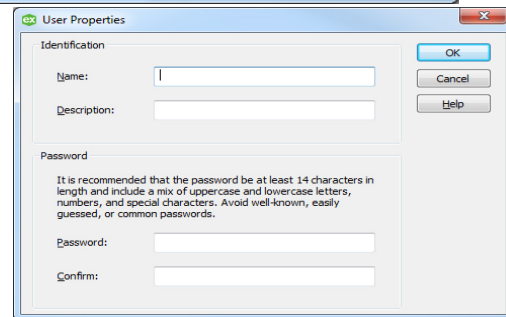 ex User Properties
Identification
OK
Name:
Cancel
Description:
Help
Password
It is recommended that the password be at least 14 characters in
length and include a mix of uppercase and lowercase letters,
numbers, and special characters. Avoid well-known, easily
guessed, or common passwords.
Password:
Confirm: